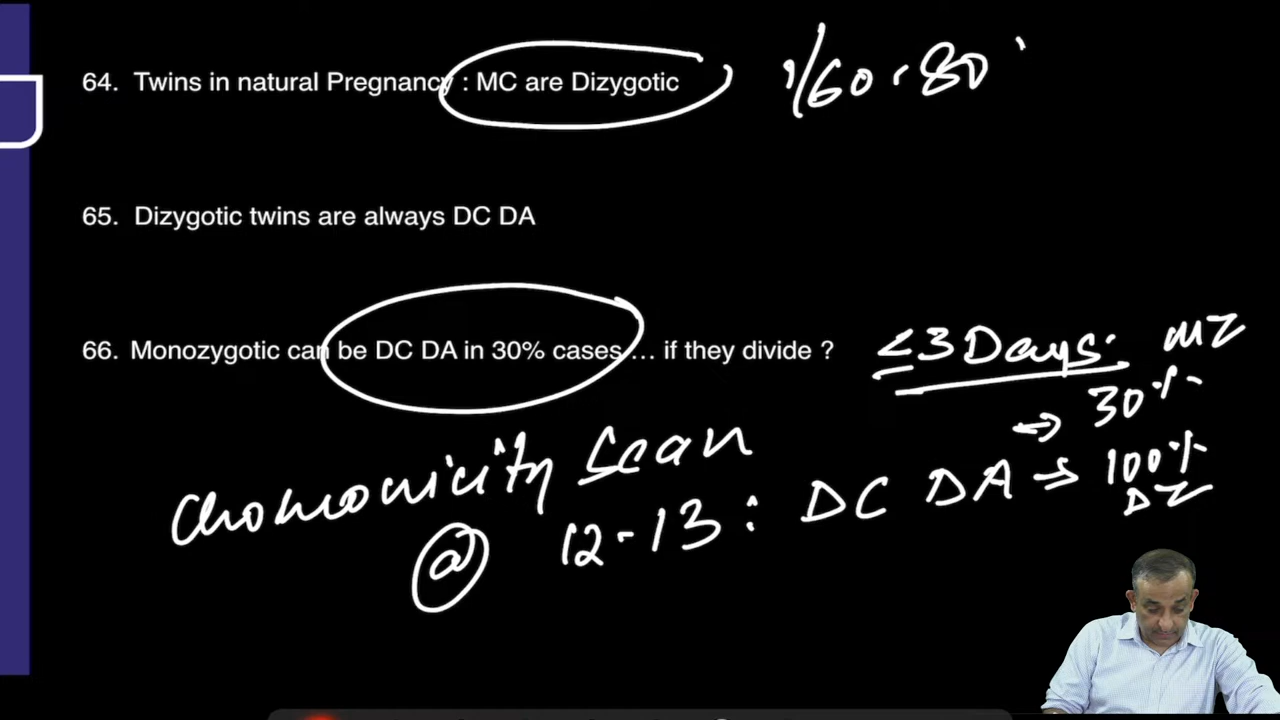 64. Twins in natural Pregnancy : MC are Dizygotic 1/60-80
65. Dizygotic twins are always DC DA
66. Monozygotic can be DC DA in 30% cases... if they divide ? <3 Days: MZ
→ 30%
Scan
@ 12-13 : DC DA → 100%
DZ